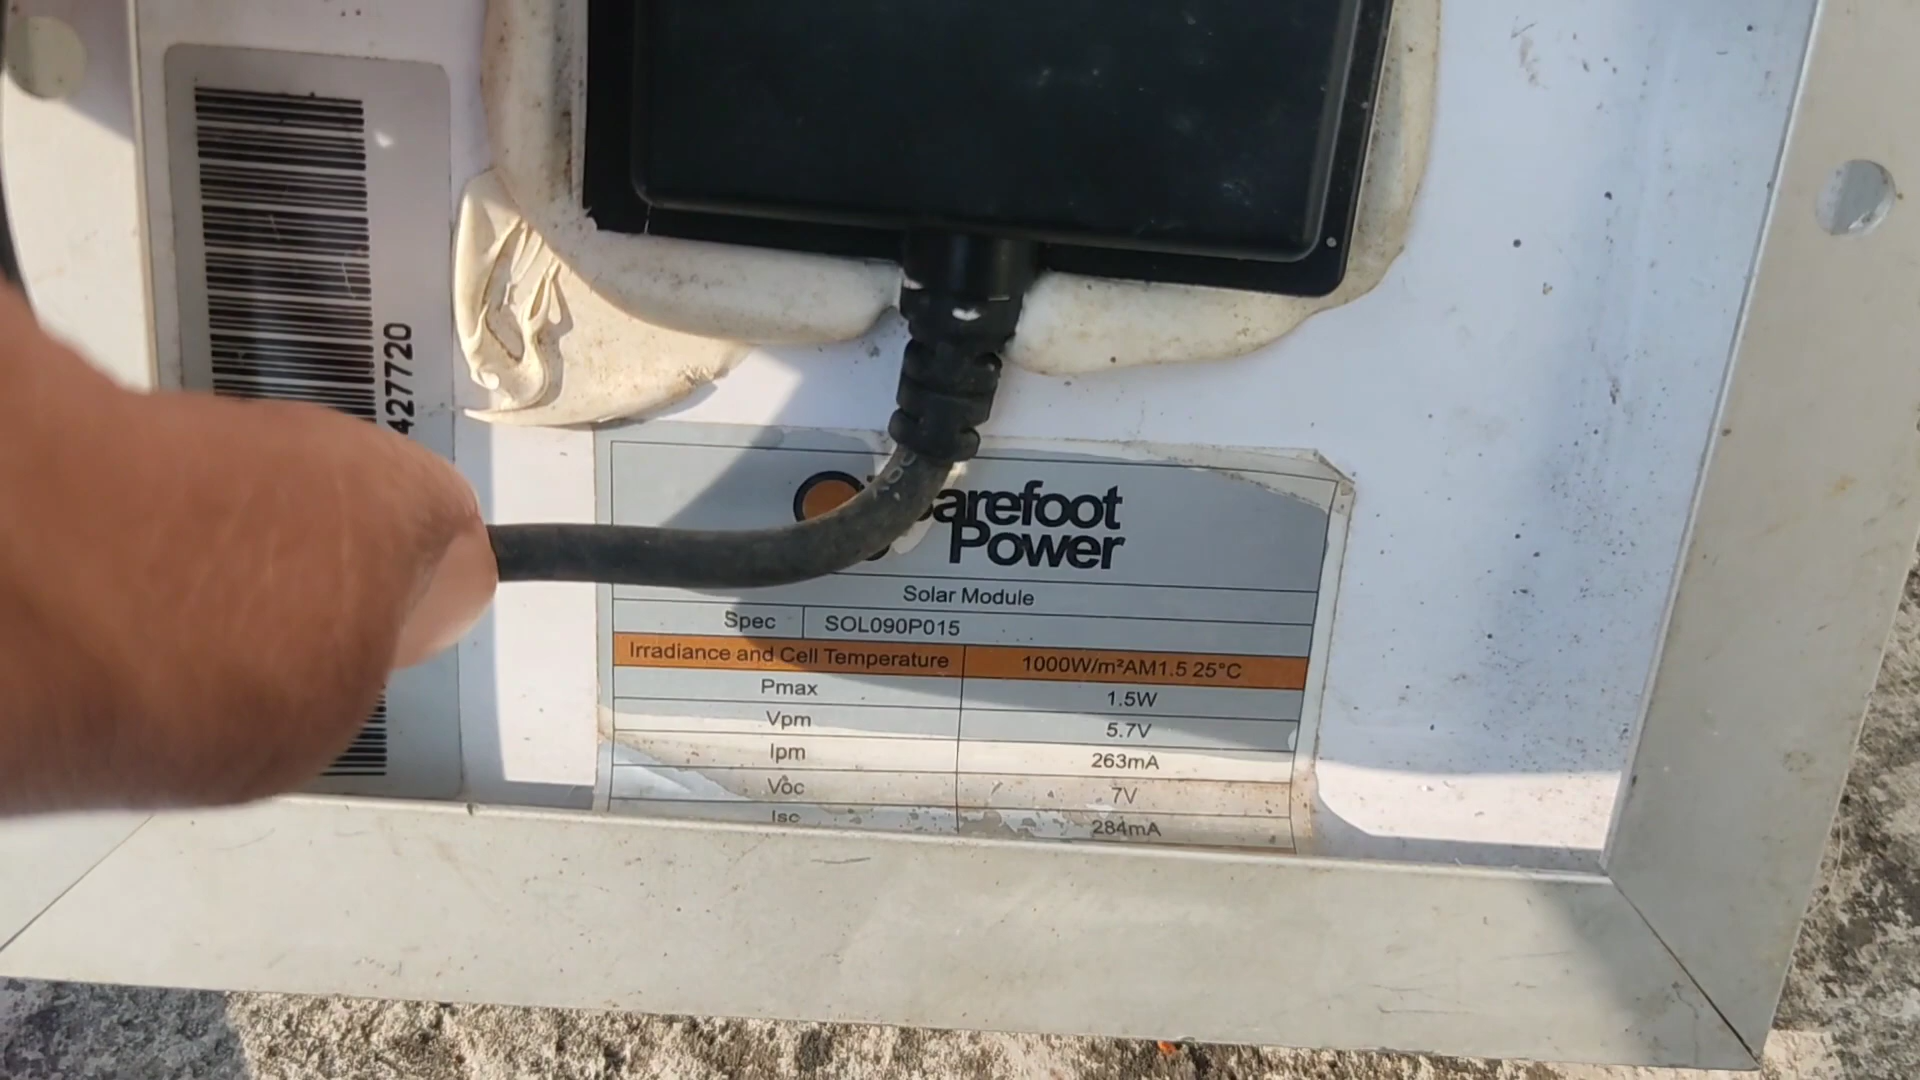 427720
arefoot
Power
Solar Module
Spec SOL090P015
Irradiance and Cell Temperature 1000W/m²AM1.5 25°C
Pmax 1.5W
Vpm 5.7V
Ipm 263mA
Voc 7V
Isc 284mA